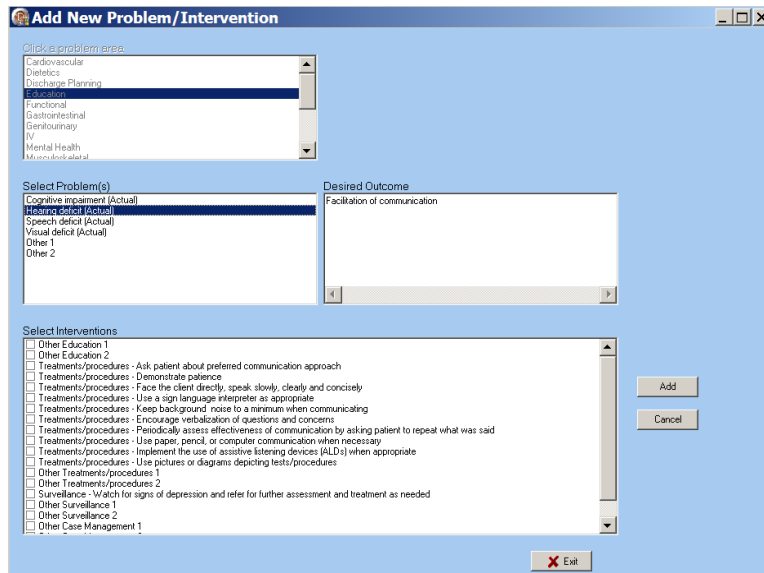 Add New Problem/Intervention
Click a problem area
Cardiovascular
Dietetics
Discharge Planning
Education
Functional
Gastrointestinal
Genitourinary
IV
Mental Health
Musculoskeletal
Select Problem(s)
Cognitive impairment (Actual)
Hearing deficit (Actual)
Speech deficit (Actual)
Visual deficit (Actual)
Other 1
Other 2
Desired Outcome
Facilitation of communication
Select Interventions
Other Education 1
Other Education 2
Treatments/procedures - Ask patient about preferred communication approach
Treatments/procedures - Demonstrate patience
Treatments/procedures - Face the client directly, speak slowly, clearly and concisely
Treatments/procedures - Use a sign language interpreter as appropriate
Treatments/procedures - Keep background noise to a minimum when communicating
Treatments/procedures - Encourage verbalization of questions and concerns
Treatments/procedures - Periodically assess effectiveness of communication by asking patient to repeat what was said
Treatments/procedures - Use paper, pencil, or computer communication when necessary
Treatments/procedures - Implement the use of assistive listening devices (ALDs) when appropriate
Treatments/procedures - Use pictures or diagrams depicting tests/procedures
Other Treatments/procedures 1
Other Treatments/procedures 2
Surveillance - Watch for signs of depression and refer for further assessment and treatment as needed
Other Surveillance 1
Other Surveillance 2
Other Case Management 1
Add
Cancel
Exit